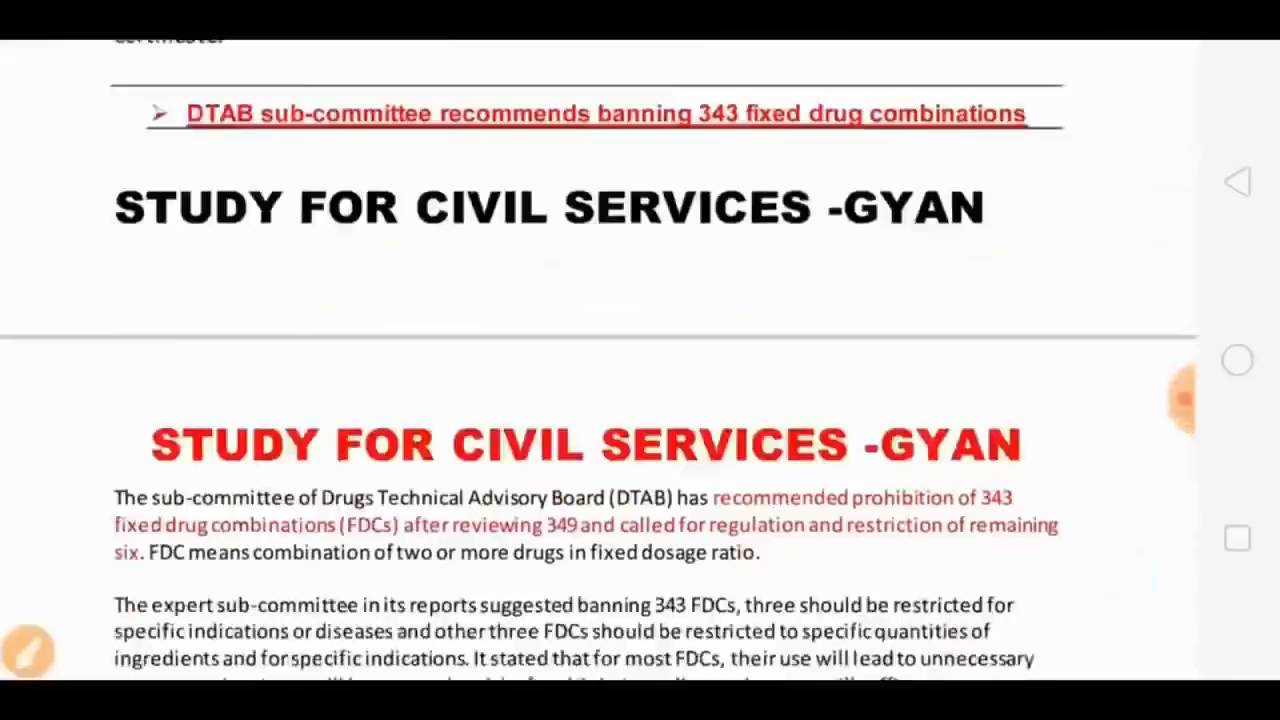 ➢ DTAB sub-committee recommends banning 343 fixed drug combinations
STUDY FOR CIVIL SERVICES -GYAN
STUDY FOR CIVIL SERVICES -GYAN
The sub-committee of Drugs Technical Advisory Board (DTAB) has recommended prohibition of 343
fixed drug combinations (FDCs) after reviewing 349 and called for regulation and restriction of remaining
six. FDC means combination of two or more drugs in fixed dosage ratio.
The expert sub-committee in its reports suggested banning 343 FDCs, three should be restricted for
specific indications or diseases and other three FDCs should be restricted to specific quantities of
ingredients and for specific indications. It stated that for most FDCs, their use will lead to unnecessary